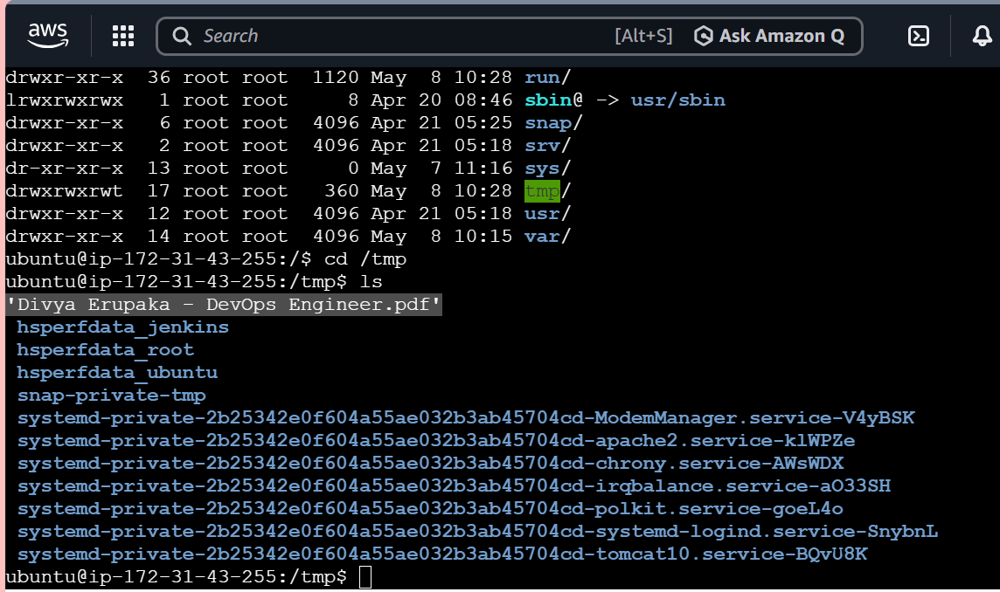 aws
Search [Alt+S] Ask Amazon Q
drwxr-xr-x  36 root root  1120 May  8 10:28 run/
lrwxrwxrwx   1 root root     8 Apr 20 08:46 sbin@ -> usr/sbin
drwxr-xr-x   6 root root  4096 Apr 21 05:25 snap/
drwxr-xr-x   2 root root  4096 Apr 21 05:18 srv/
dr-xr-xr-x  13 root root     0 May  7 11:16 sys/
drwxrwxrwt  17 root root   360 May  8 10:28 tmp/
drwxr-xr-x  12 root root  4096 Apr 21 05:18 usr/
drwxr-xr-x  14 root root  4096 May  8 10:15 var/
ubuntu@ip-172-31-43-255:/$ cd /tmp
ubuntu@ip-172-31-43-255:/tmp$ ls
'Divya Erupaka - DevOps Engineer.pdf'
hsperfdata_jenkins
hsperfdata_root
hsperfdata_ubuntu
snap-private-tmp
systemd-private-2b25342e0f604a55ae032b3ab45704cd-ModemManager.service-V4yBSK
systemd-private-2b25342e0f604a55ae032b3ab45704cd-apache2.service-klWPZe
systemd-private-2b25342e0f604a55ae032b3ab45704cd-chrony.service-AWsWDX
systemd-private-2b25342e0f604a55ae032b3ab45704cd-irqbalance.service-aO33SH
systemd-private-2b25342e0f604a55ae032b3ab45704cd-polkit.service-goeL4o
systemd-private-2b25342e0f604a55ae032b3ab45704cd-systemd-logind.service-SnybnL
systemd-private-2b25342e0f604a55ae032b3ab45704cd-tomcat10.service-BQvU8K
ubuntu@ip-172-31-43-255:/tmp$